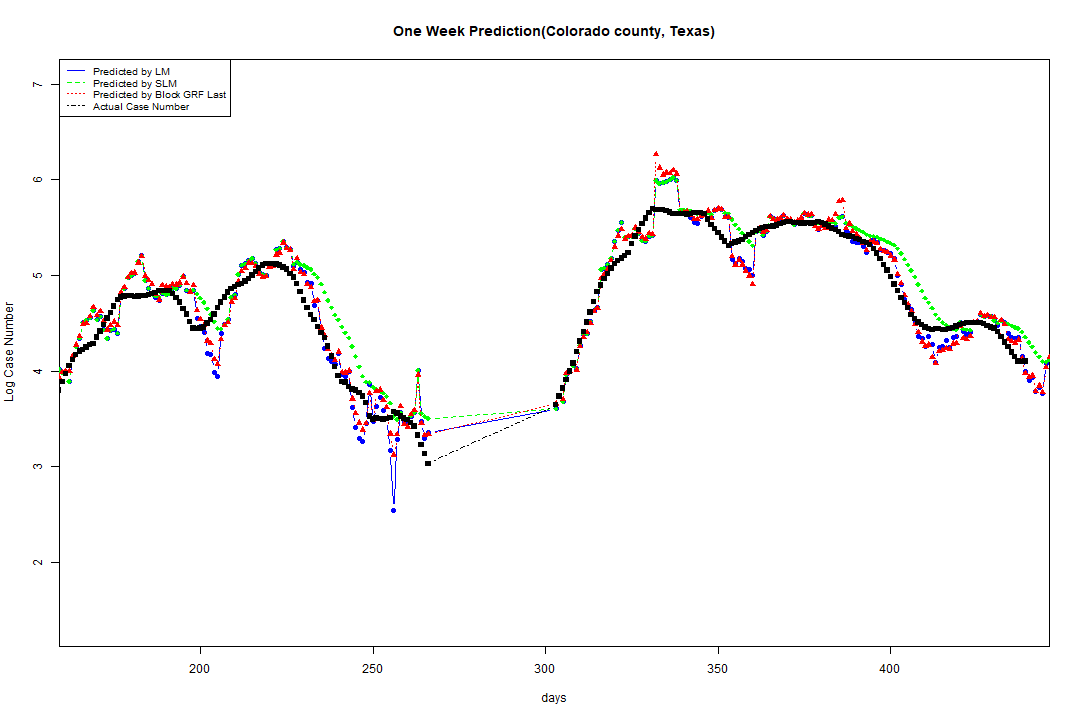 One Week Prediction(Colorado county, Texas)
Predicted by LM
Predicted by SLM
Predicted by Block GRF Last
Actual Case Number
7
6
5
4
3
2
Log Case Number
200 250 300 350 400
days